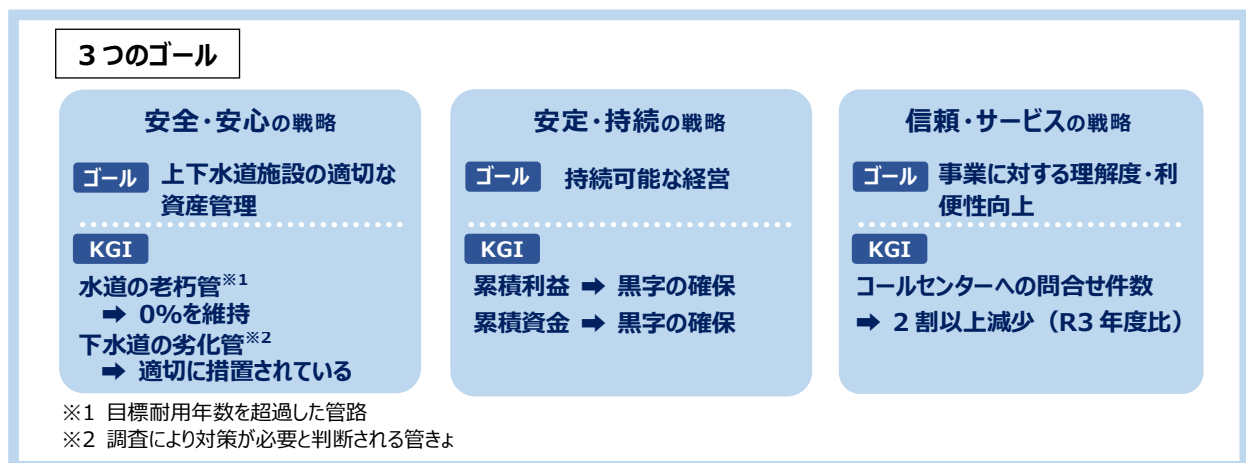 3つのゴール
安全・安心の戦略
ゴール 上下水道施設の適切な
資産管理
KGI
水道の老朽管※1
➡ 0%を維持
下水道の劣化管※2
➡ 適切に措置されている
安定・持続の戦略
ゴール 持続可能な経営
KGI
累積利益 ➡ 黒字の確保
累積資金 ➡ 黒字の確保
信頼・サービスの戦略
ゴール 事業に対する理解度・利
便性向上
KGI
コールセンターへの問合せ件数
➡ 2割以上減少（R3年度比）
※1 目標耐用年数を超過した管路
※2 調査により対策が必要と判断される管きょ